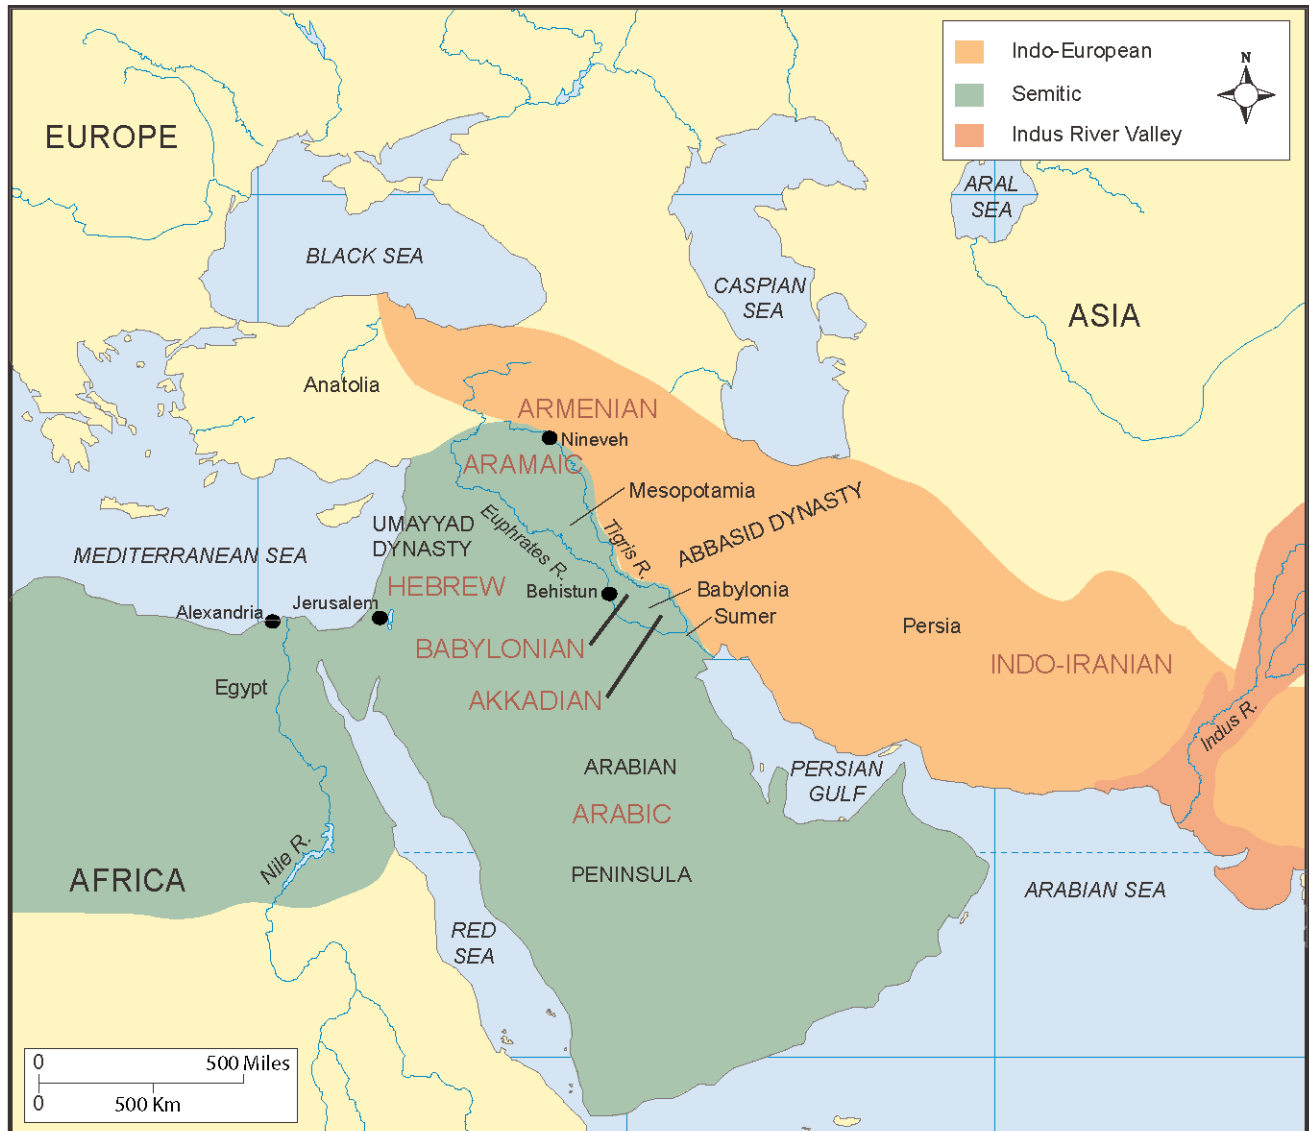 Indo-European
Semitic
Indus River Valley
N
EUROPE
ARAL
SEA
BLACK SEA
CASPIAN
SEA
ASIA
Anatolia
ARMENIAN
Nineveh
ARAMAIC
Mesopotamia
ABBASID DYNASTY
UMAYYAD
DYNASTY
Euphrates R.
Tigris R.
MEDITERRANEAN SEA
HEBREW
Behistun
Babylonia
Jerusalem
Alexandria
Sumer
Persia
BABYLONIAN
INDO-IRANIAN
Egypt
AKKADIAN
Indus R.
ARABIAN
PERSIAN
GULF
ARABIC
Nile R.
AFRICA
PENINSULA
ARABIAN SEA
RED
SEA
0 500 Miles
0 500 Km